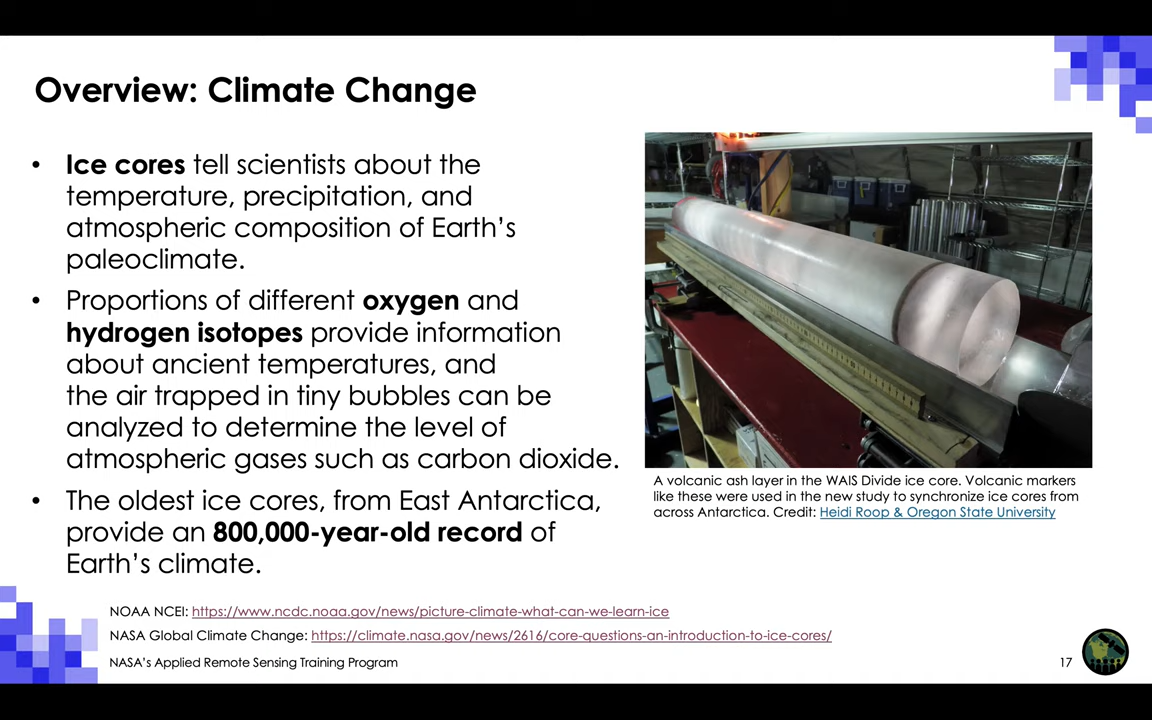 Overview: Climate Change
• Ice cores tell scientists about the
temperature, precipitation, and
atmospheric composition of Earth’s
paleoclimate.
• Proportions of different oxygen and
hydrogen isotopes provide information
about ancient temperatures, and
the air trapped in tiny bubbles can be
analyzed to determine the level of
atmospheric gases such as carbon dioxide.
• The oldest ice cores, from East Antarctica,
provide an 800,000-year-old record of
Earth’s climate.
A volcanic ash layer in the WAIS Divide ice core. Volcanic markers
like these were used in the new study to synchronize ice cores from
across Antarctica. Credit: Heidi Roop & Oregon State University
NOAA NCEI: https://www.ncdc.noaa.gov/news/picture-climate-what-can-we-learn-ice
NASA Global Climate Change: https://climate.nasa.gov/news/2616/core-questions-an-introduction-to-ice-cores/
NASA’s Applied Remote Sensing Training Program
17